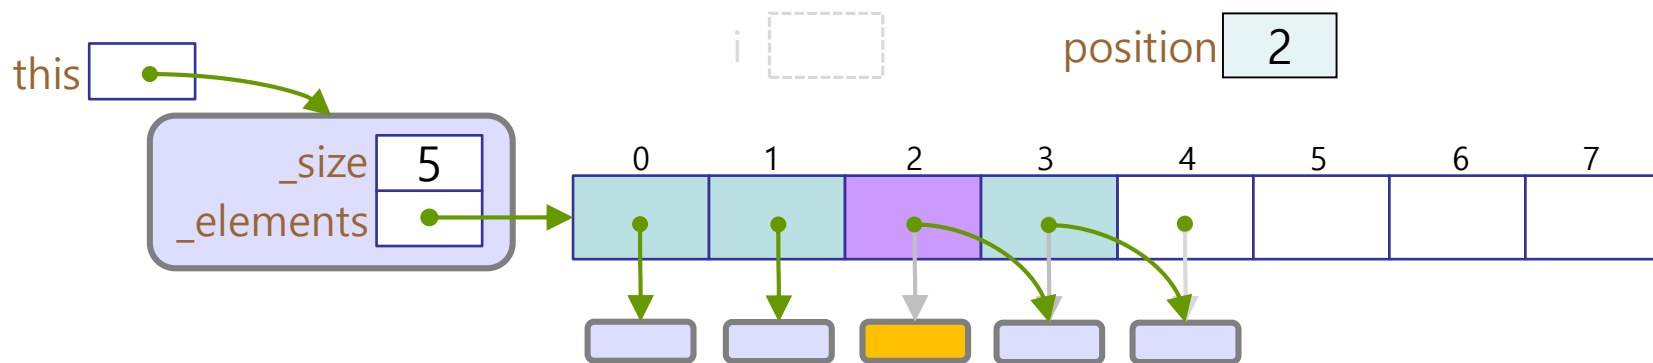 i
position 2
this
_size 5
0 1 2 3 4 5 6 7
_elements